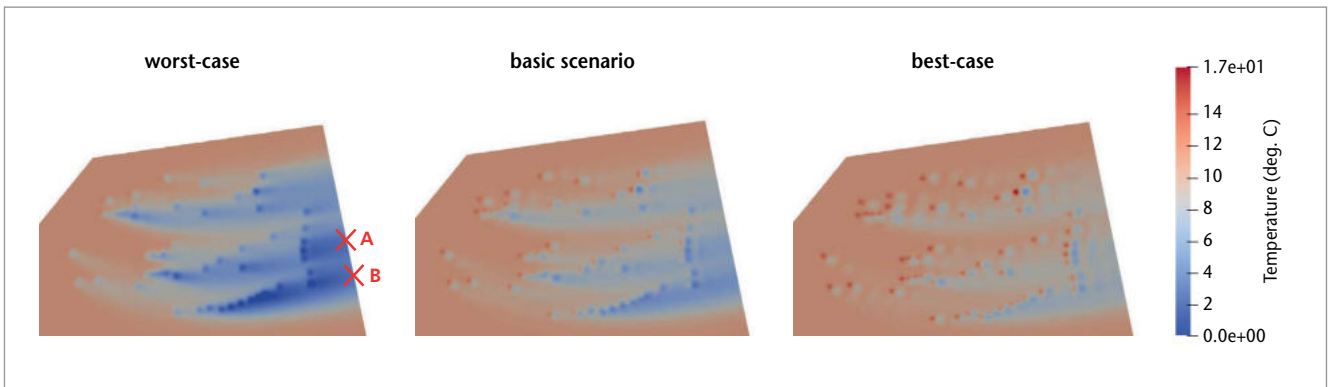 worst-case
basic scenario
best-case
1.7e+01
14
12
10
8
6
4
2
0.0e+00
Temperature (deg. C)
A
B